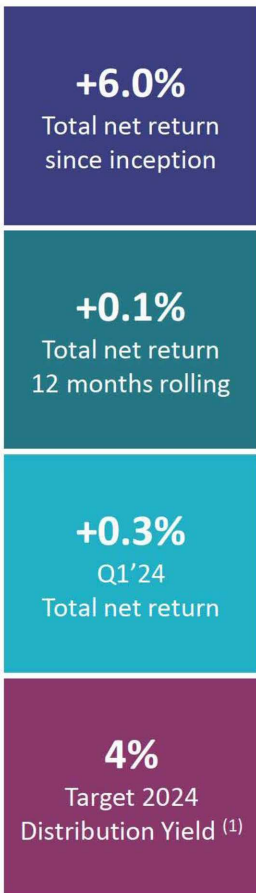 +6.0%
Total net return
since inception
+0.1%
Total net return
12 months rolling
+0.3%
Q1’24
Total net return
4%
Target 2024
Distribution Yield (1)